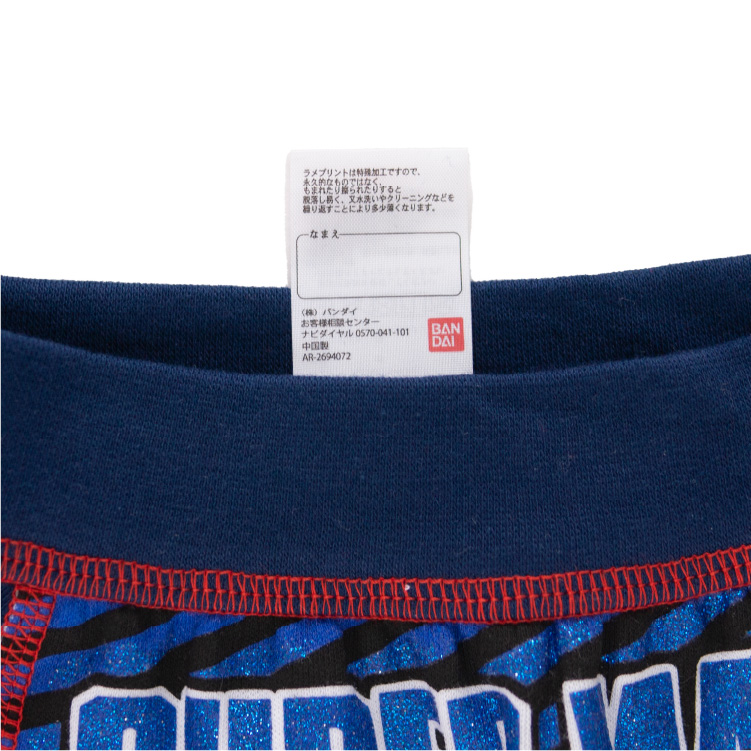 ラメプリントは特殊加工ですので、
永久的なものではなく、
もまれたり擦られたりすると
脱落し易く、又水洗いやクリーニングなどを
繰り返すことにより多少薄くなります。
なまえ
（株）バンダイ
お客様相談センター
ナビダイヤル 0570-041-101
中国製
AR-2694072
BAN
DAI